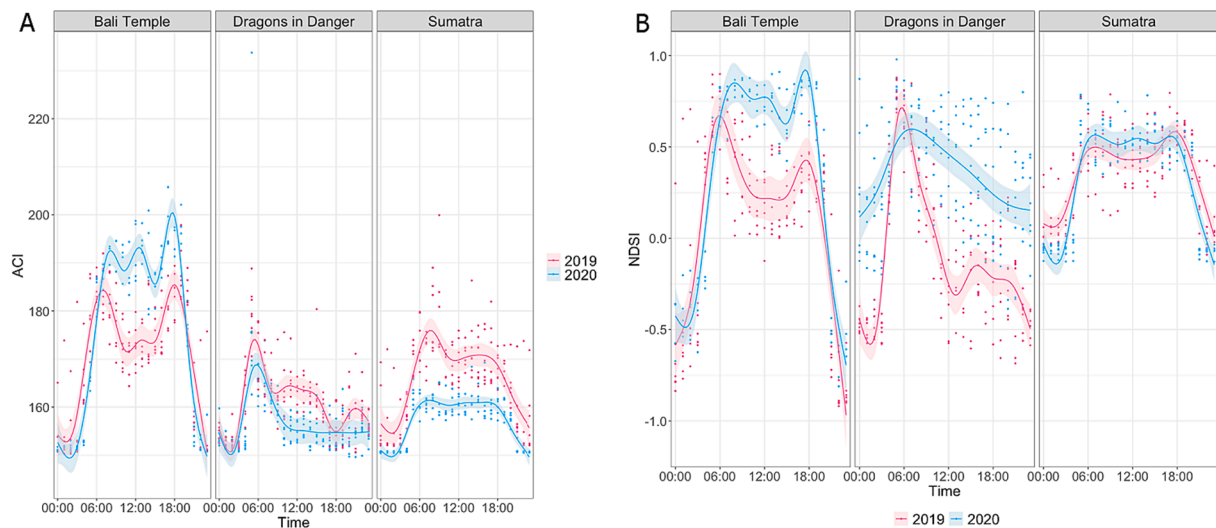 A
Bali Temple
Dragons in Danger
Sumatra
ACI
220
200
180
160
00:00 06:00 12:00 18:00
00:00 06:00 12:00 18:00
00:00 06:00 12:00 18:00
Time
2019
2020
B
Bali Temple
Dragons in Danger
Sumatra
NDSI
1.0
0.5
0.0
-0.5
-1.0
00:00 06:00 12:00 18:00
00:00 06:00 12:00 18:00
00:00 06:00 12:00 18:00
Time
2019 2020